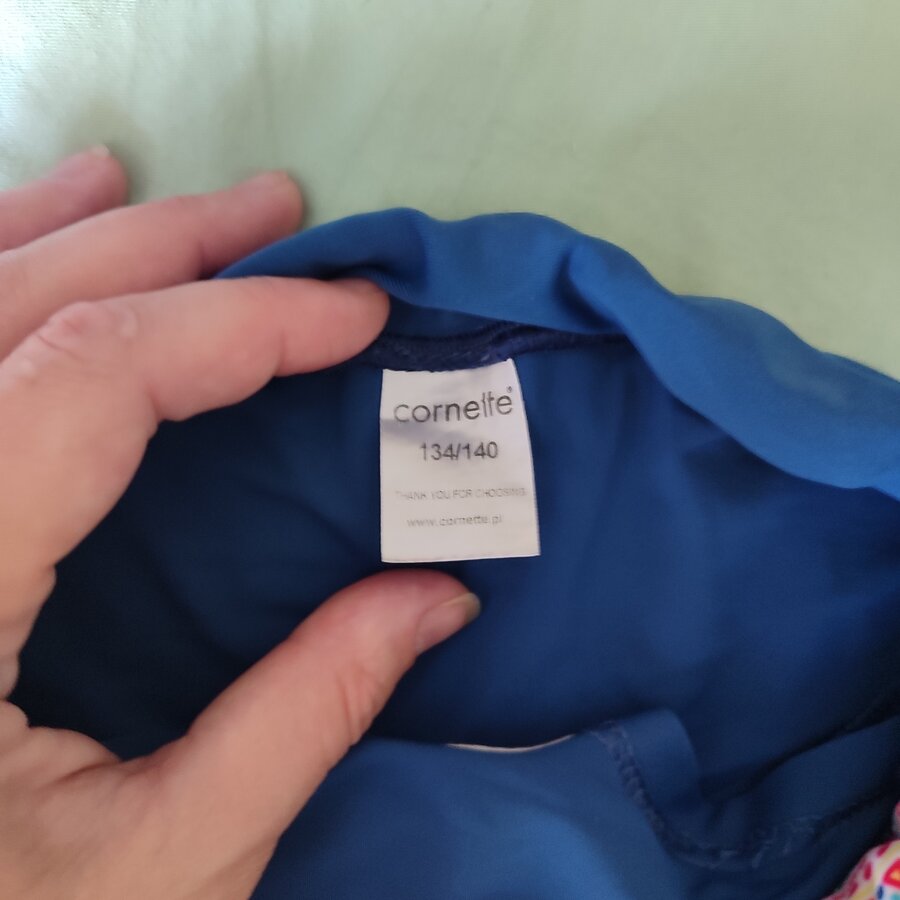 cornette®
134/140
THANK YOU FOR CHOOSING
www.cornette.pl